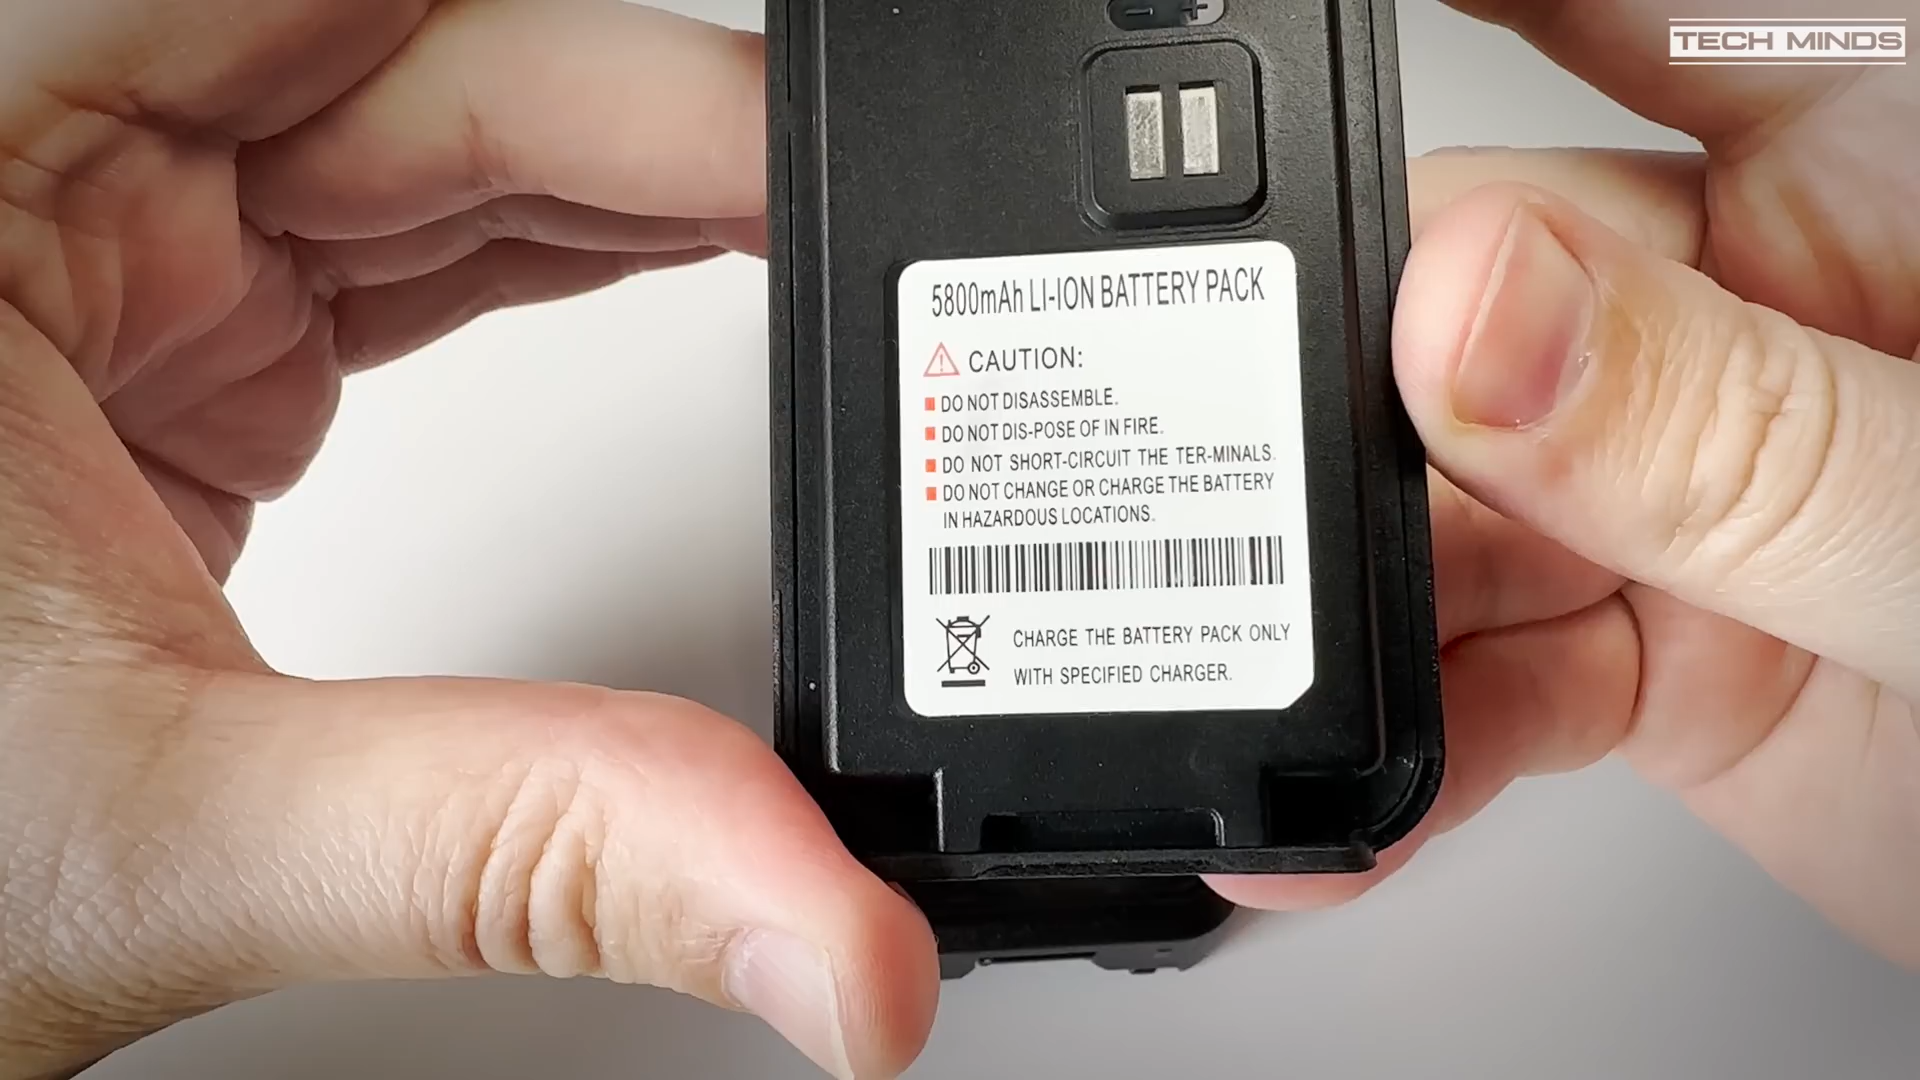 TECH MINDS
- +
5800mAh LI-ION BATTERY PACK
CAUTION:
DO NOT DISASSEMBLE.
DO NOT DIS-POSE OF IN FIRE.
DO NOT SHORT-CIRCUIT THE TER-MINALS.
DO NOT CHANGE OR CHARGE THE BATTERY
IN HAZARDOUS LOCATIONS.
CHARGE THE BATTERY PACK ONLY
WITH SPECIFIED CHARGER.